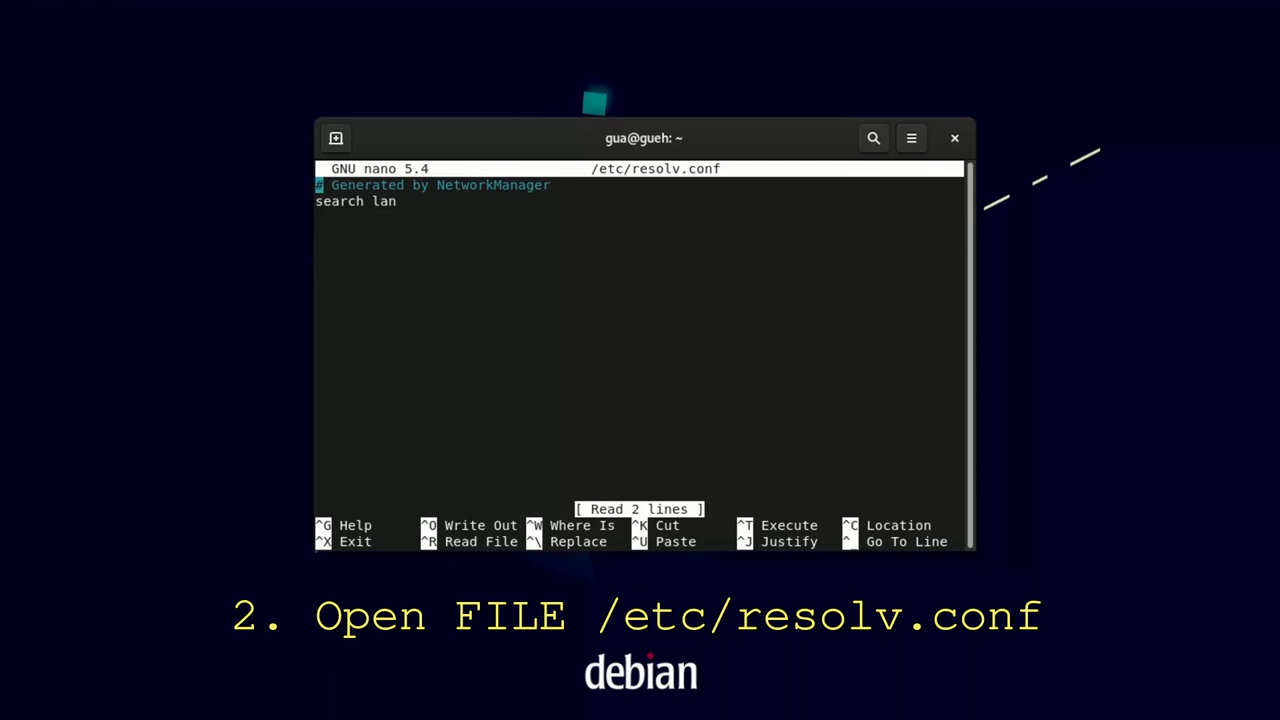 gua@gueh: ~
GNU nano 5.4 /etc/resolv.conf
# Generated by NetworkManager
search lan
[ Read 2 lines ]
^G Help ^O Write Out ^W Where Is ^K Cut ^T Execute ^C Location
^X Exit ^R Read File ^\ Replace ^U Paste ^J Justify ^_ Go To Line
2. Open FILE /etc/resolv.conf
debian